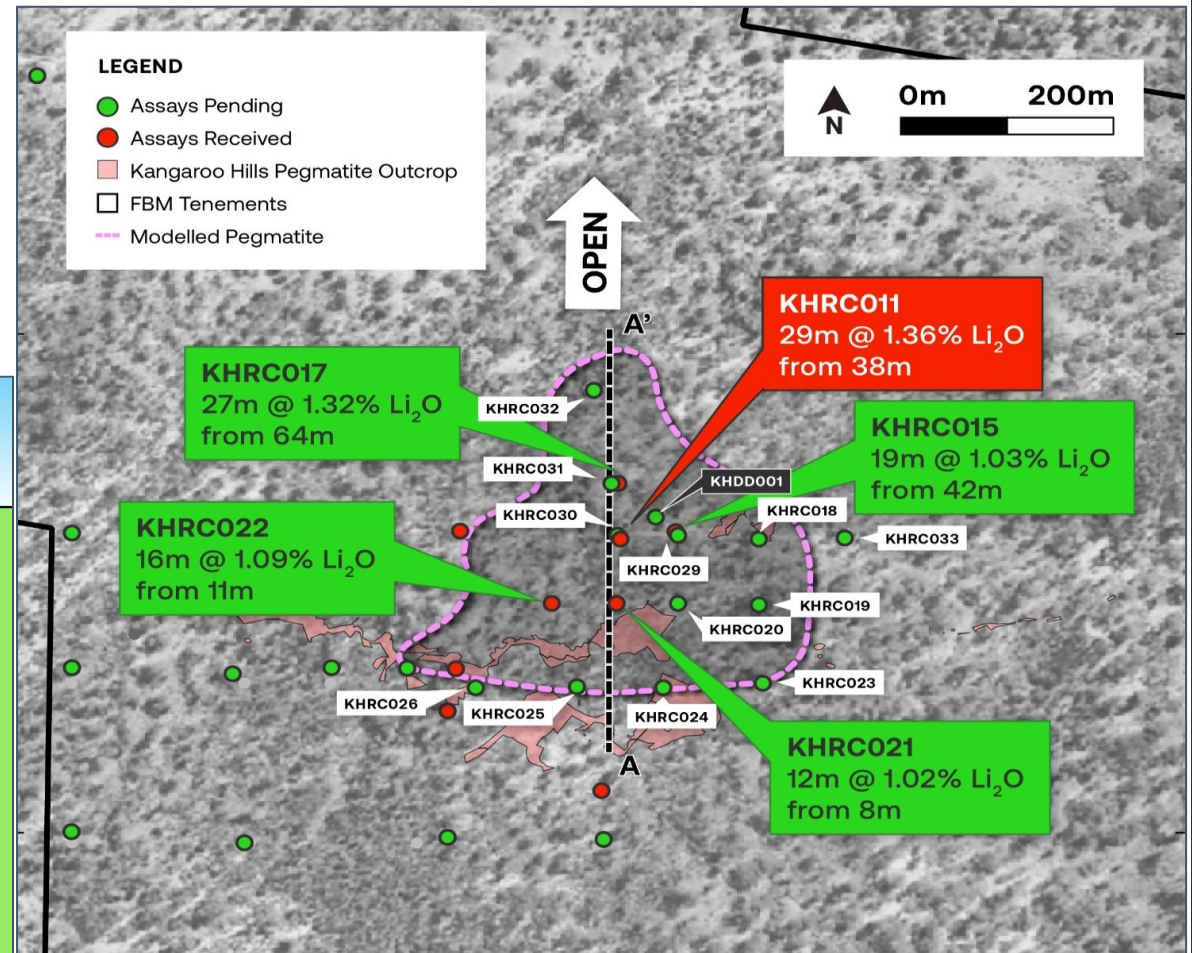 LEGEND
Assays Pending
Assays Received
Kangaroo Hills Pegmatite Outcrop
FBM Tenements
Modelled Pegmatite
N
0m 200m
OPEN
A’
KHRC011
29m @ 1.36% Li₂O
from 38m
KHRC017
27m @ 1.32% Li₂O
from 64m
KHRC032
KHRC015
19m @ 1.03% Li₂O
from 42m
KHRC031
KHDD001
KHRC030
KHRC018
KHRC022
16m @ 1.09% Li₂O
from 11m
KHRC033
KHRC029
KHRC019
KHRC020
KHRC023
KHRC026
KHRC025
KHRC024
A
KHRC021
12m @ 1.02% Li₂O
from 8m